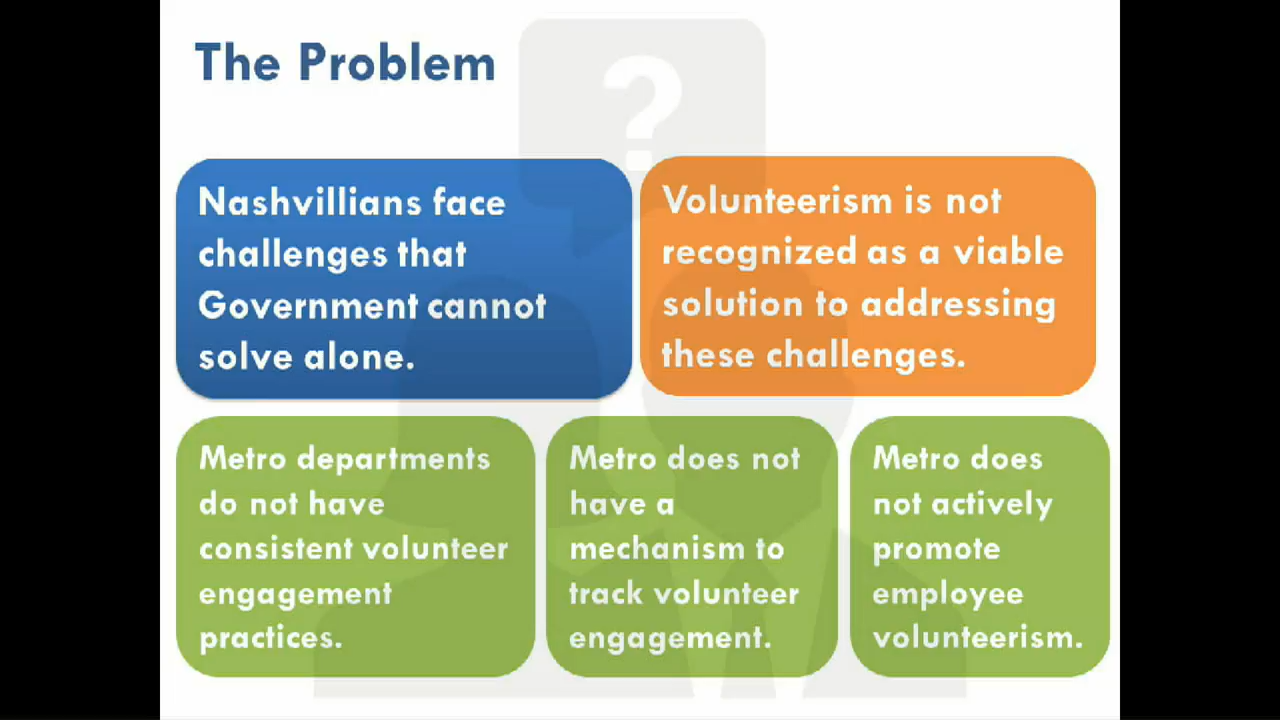 The Problem
?
Nashvillians face
challenges that
Government cannot
solve alone.
Volunteerism is not
recognized as a viable
solution to addressing
these challenges.
Metro departments
do not have
consistent volunteer
engagement
practices.
Metro does not
have a
mechanism to
track volunteer
engagement.
Metro does
not actively
promote
employee
volunteerism.